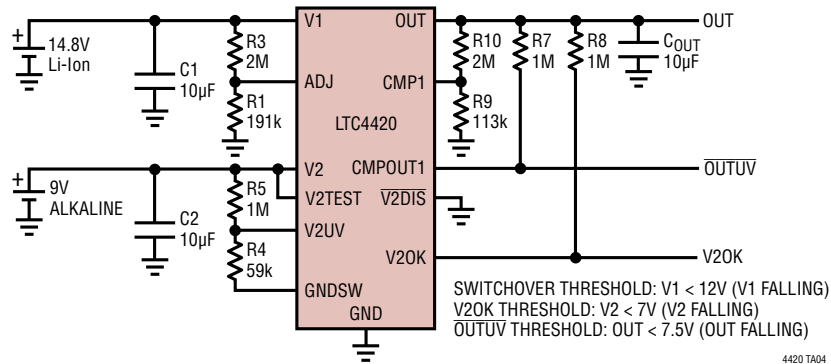 V1
OUT
OUT
+
14.8V
Li-Ion
C1
10µF
R3
2M
ADJ
R1
191k
LTC4420
CMP1
R10
2M
R9
113k
R7
1M
R8
1M
COUT
10µF
+
9V
ALKALINE
C2
10µF
V2
V2TEST
R5
1M
V2UV
R4
59k
GNDSW
GND
CMPOUT1
OUTUV
V2DIS
V2OK
V2OK
SWITCHOVER THRESHOLD: V1 < 12V (V1 FALLING)
V2OK THRESHOLD: V2 < 7V (V2 FALLING)
OUTUV THRESHOLD: OUT < 7.5V (OUT FALLING)
4420 TA04